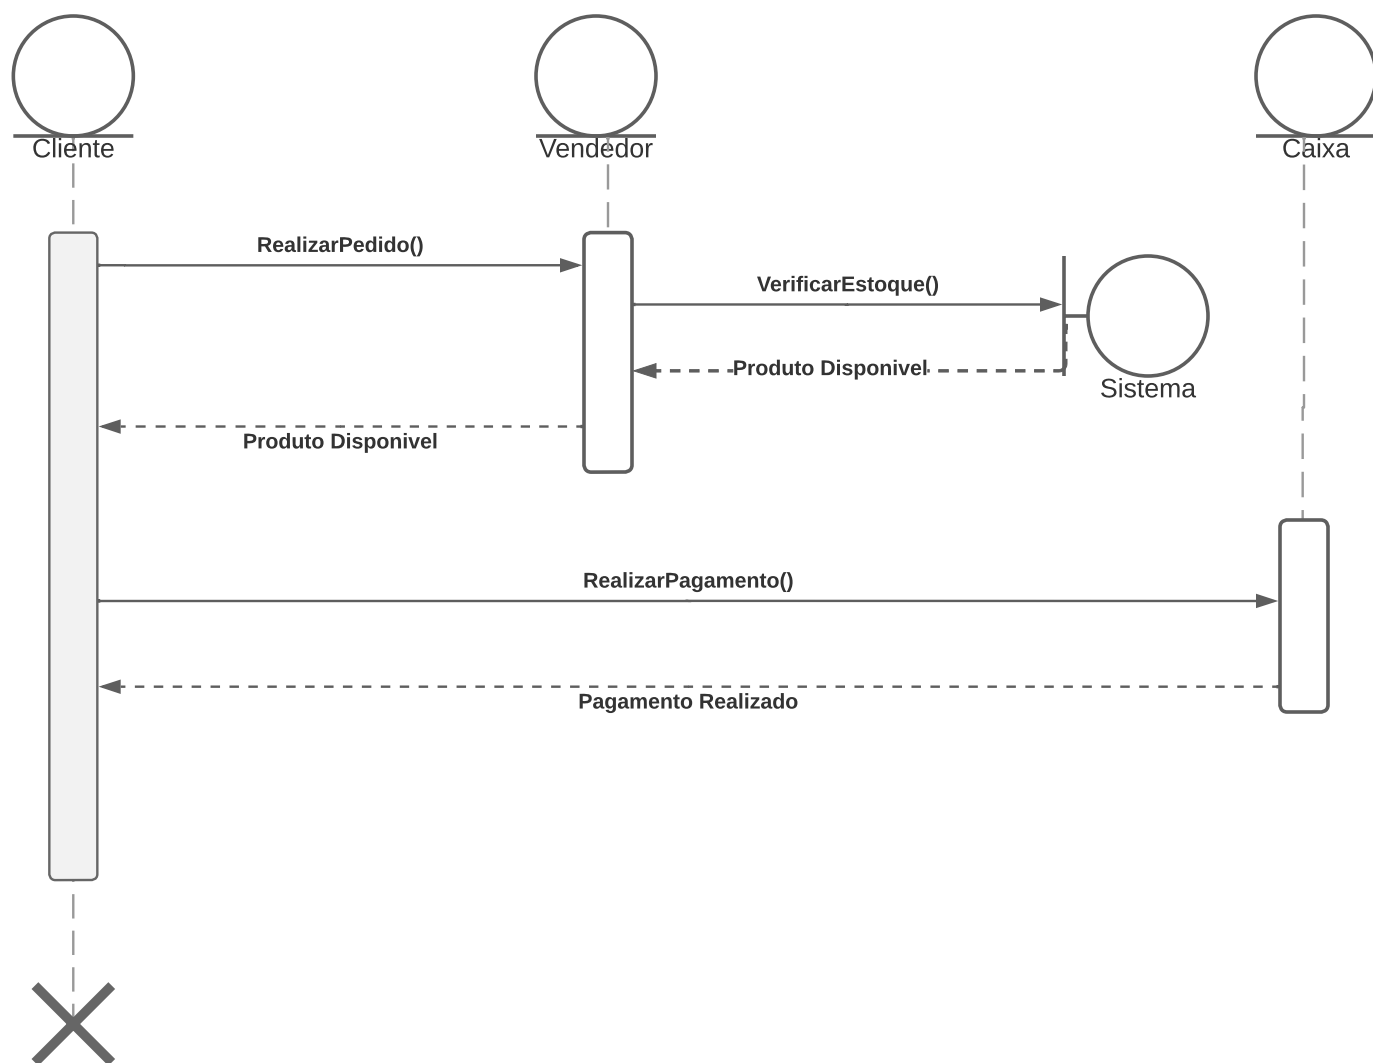 Cliente
Vendedor
Caixa
RealizarPedido()
VerificarEstoque()
Produto Disponivel
Sistema
Produto Disponivel
RealizarPagamento()
Pagamento Realizado